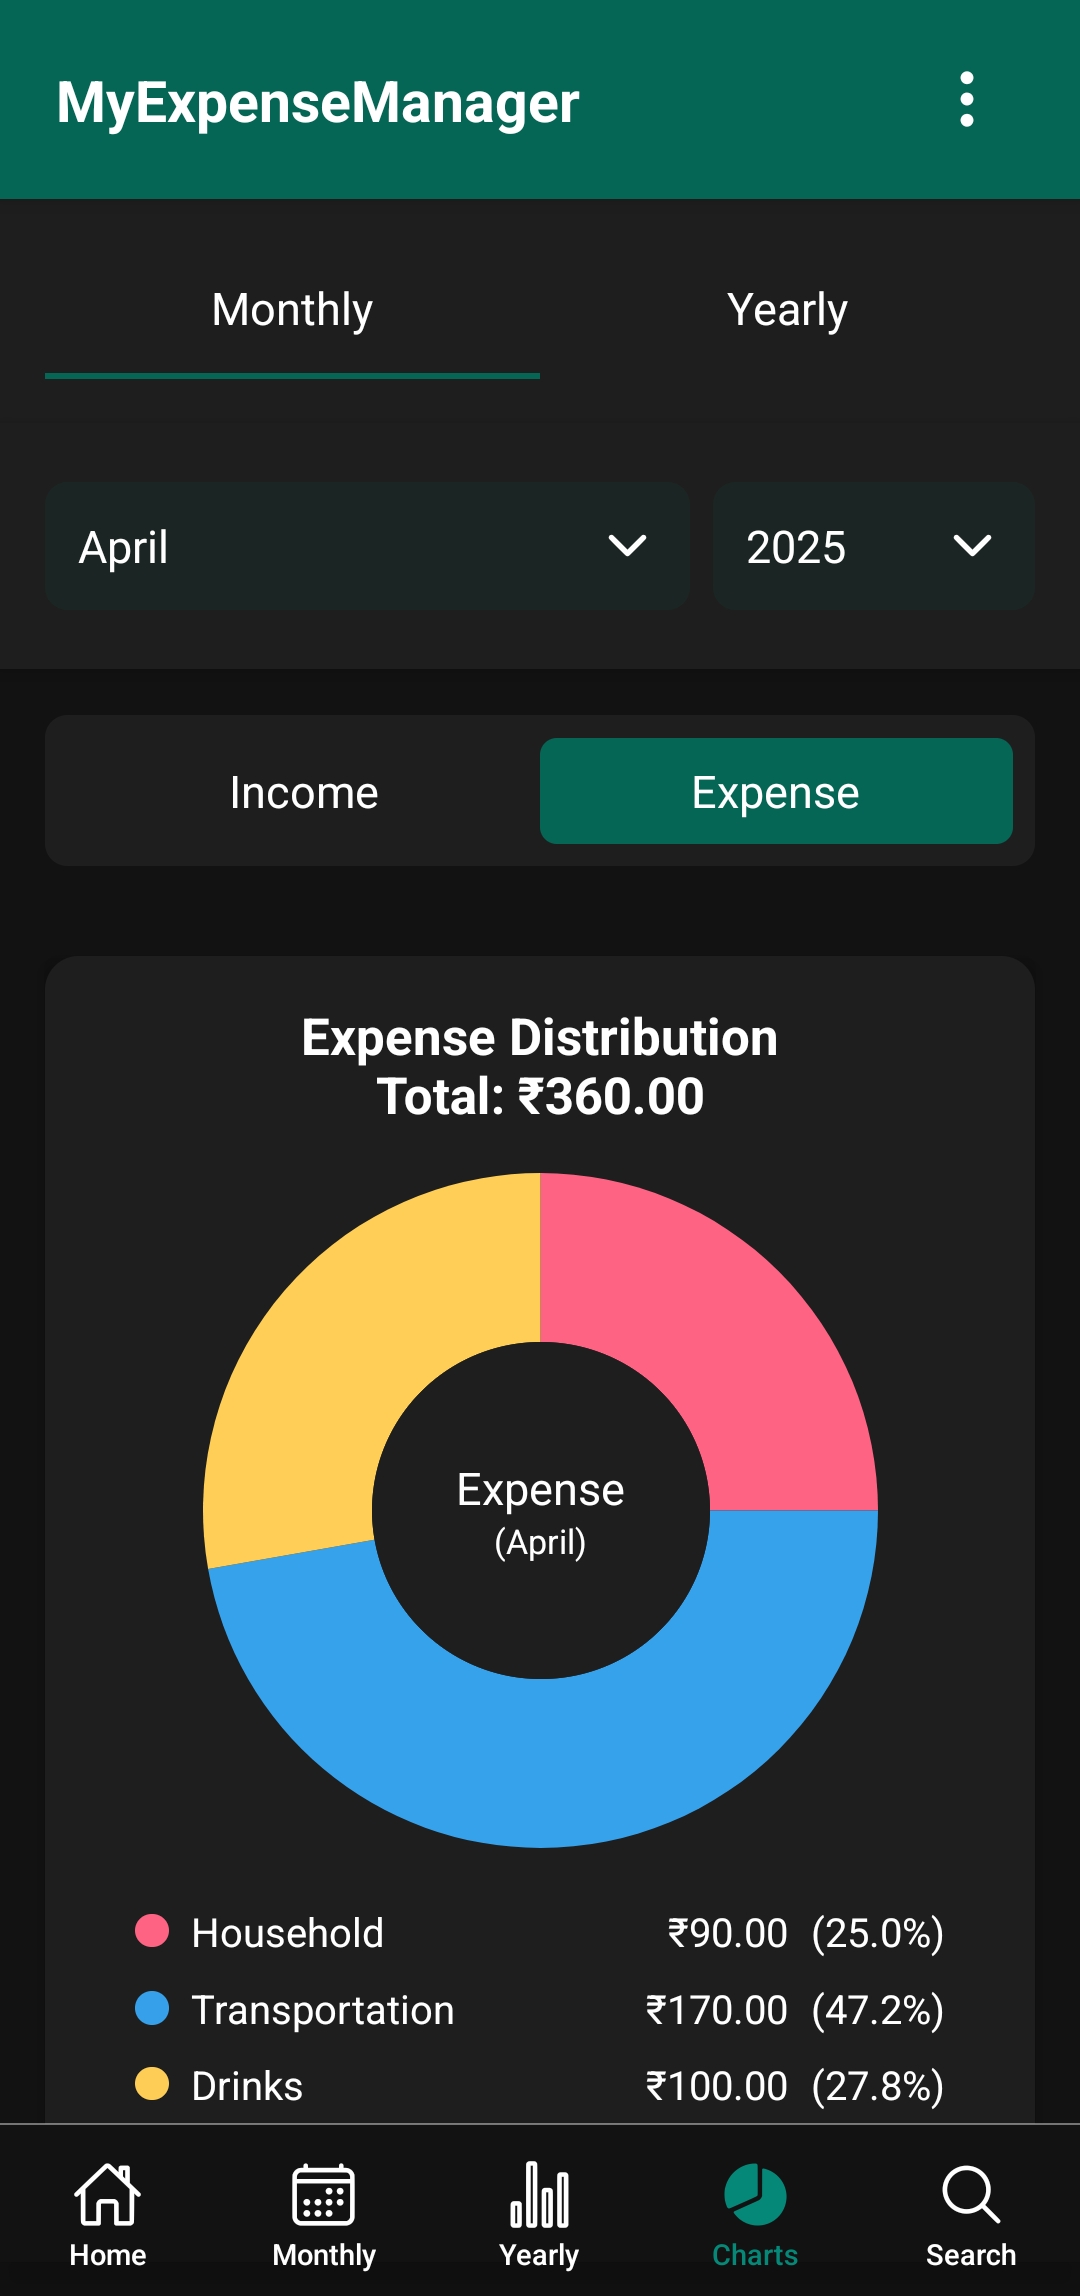 MyExpenseManager
Monthly Yearly
April 2025
Income Expense
Expense Distribution
Total: ₹360.00
Expense
(April)
Household ₹90.00 (25.0%)
Transportation ₹170.00 (47.2%)
Drinks ₹100.00 (27.8%)
Home Monthly Yearly Charts Search